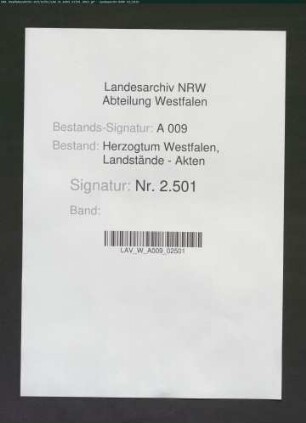 Landesarchiv NRW
Abteilung Westfalen
Bestands-Signatur: A 009
Bestand: Herzogtum Westfalen,
Landstände - Akten
Signatur: Nr. 2.501
Band:
LAV_W_A009_02501